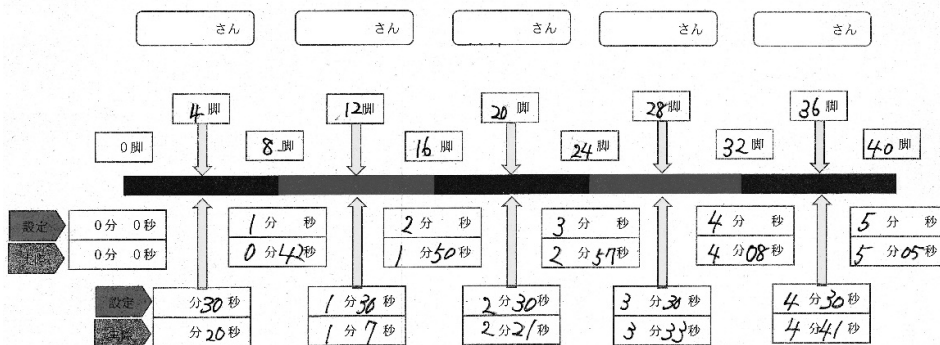 さん さん さん さん さん
4脚 12脚 20脚 28脚 36脚
0脚 8脚 16脚 24脚 32脚 40脚
設定 0分 0秒 1分 秒 2分 秒 3分 秒 4分 秒 5分 秒
0分 0秒 0分42秒 1分50秒 2分57秒 4分08秒 5分05秒
設定 分30秒 1分30秒 2分30秒 3分30秒 4分30秒
分20秒 1分7秒 2分21秒 3分33秒 4分41秒